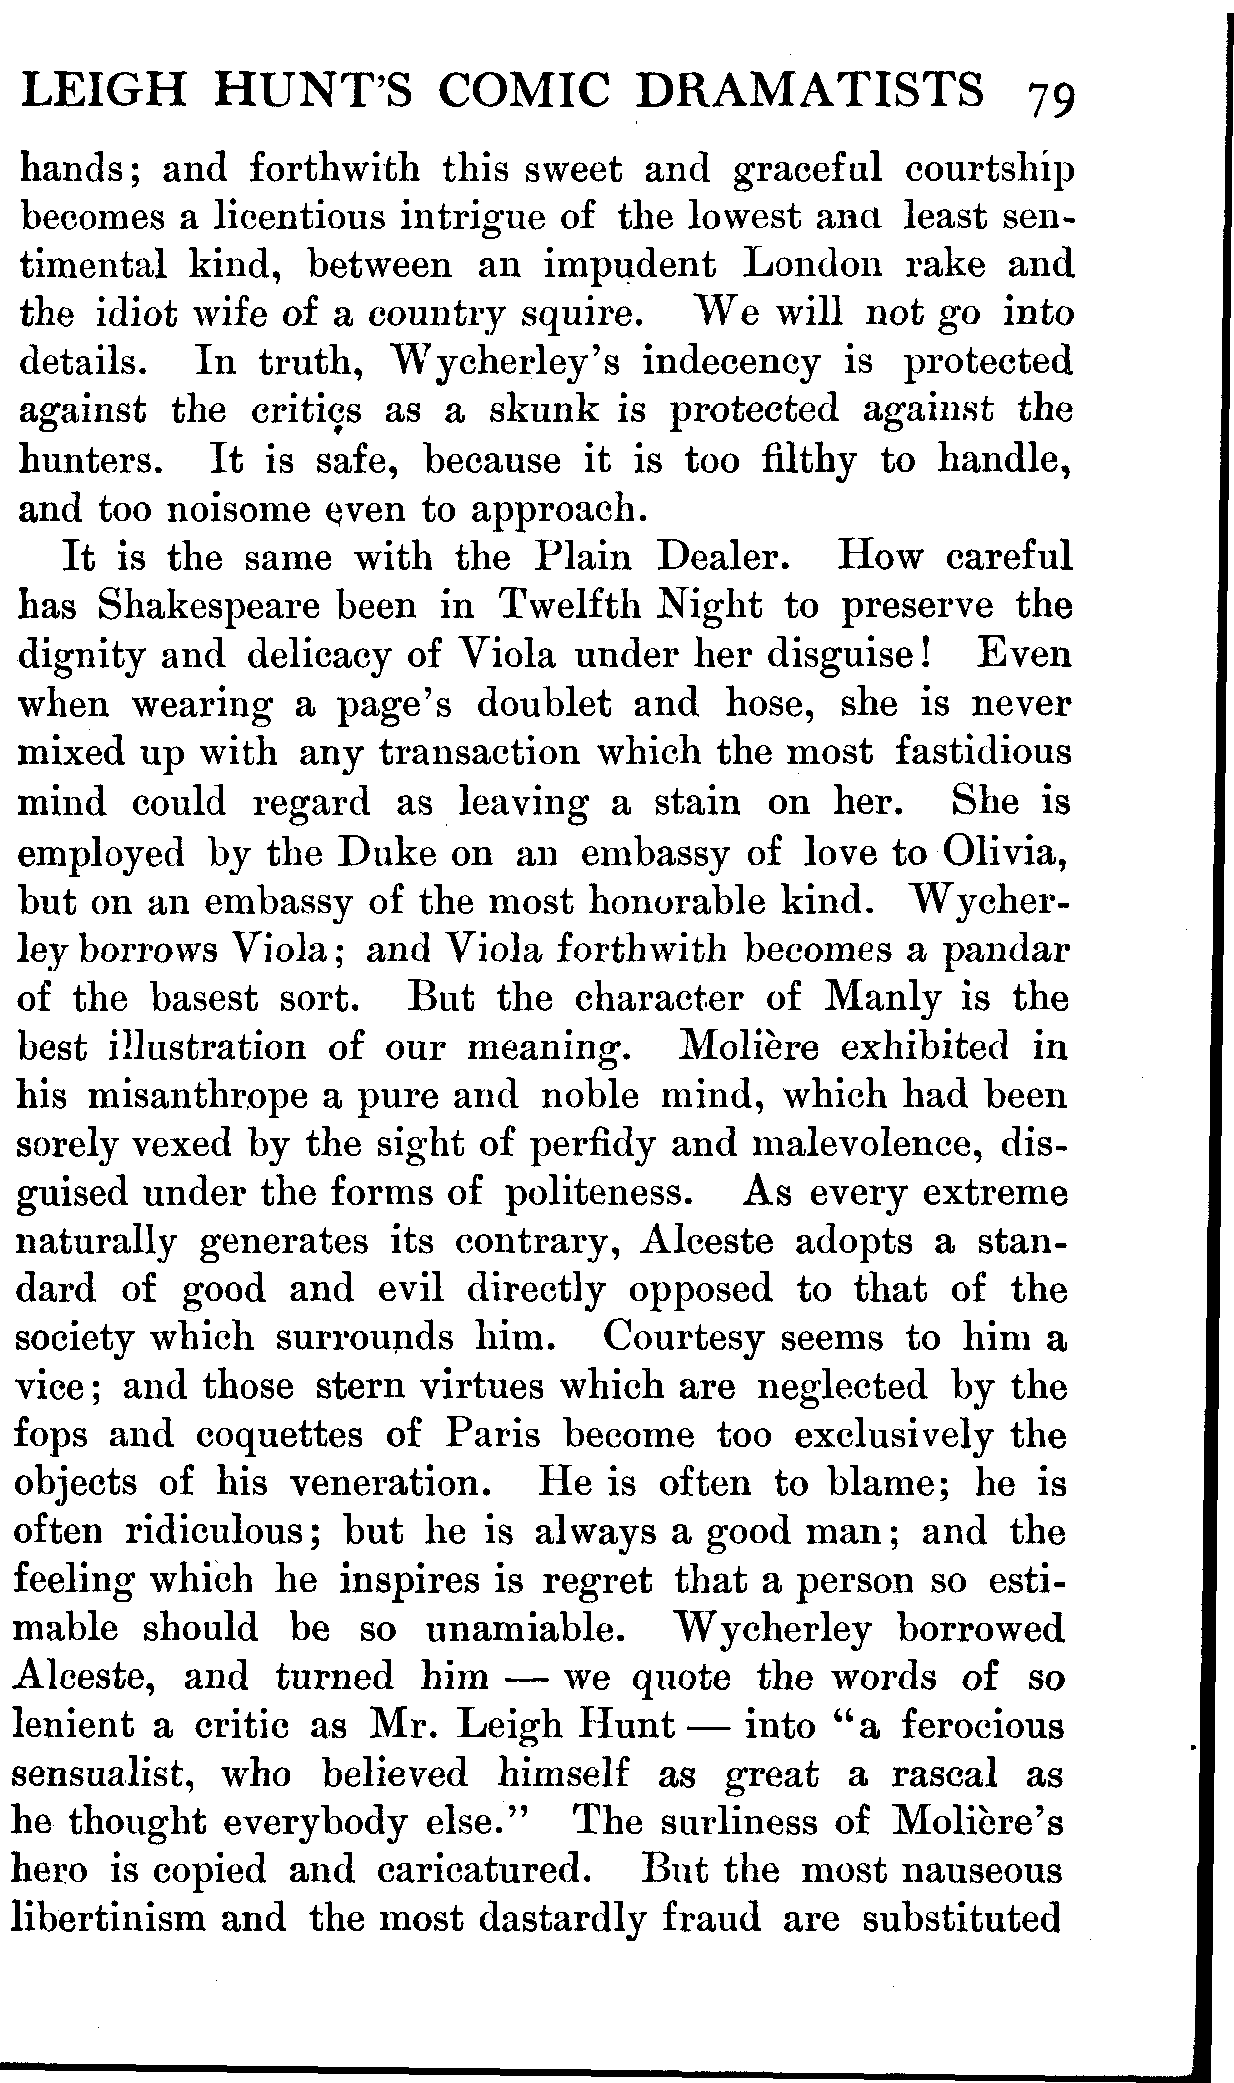 LEIGH HUNT'S COMIC DRAMATISTS 79
hands; and forthwith this sweet and graceful courtship
becomes a licentious intrigue of the lowest and least sen-
timental kind, between an impudent London rake and
the idiot wife of a country squire. We will not go into
details. In truth, Wycherley's indecency is protected
against the critics as a skunk is protected against the
hunters. It is safe, because it is too filthy to handle,
and too noisome even to approach.
It is the same with the Plain Dealer. How careful
has Shakespeare been in Twelfth Night to preserve the
dignity and delicacy of Viola under her disguise! Even
when wearing a page's doublet and hose, she is never
mixed up with any transaction which the most fastidious
mind could regard as leaving a stain on her. She is
employed by the Duke on an embassy of love to Olivia,
but on an embassy of the most honorable kind. Wycher-
ley borrows Viola; and Viola forthwith becomes a pandar
of the basest sort. But the character of Manly is the
best illustration of our meaning. Molière exhibited in
his misanthrope a pure and noble mind, which had been
sorely vexed by the sight of perfidy and malevolence, dis-
guised under the forms of politeness. As every extreme
naturally generates its contrary, Alceste adopts a stan-
dard of good and evil directly opposed to that of the
society which surrounds him. Courtesy seems to him a
vice; and those stern virtues which are neglected by the
fops and coquettes of Paris become too exclusively the
objects of his veneration. He is often to blame; he is
often ridiculous; but he is always a good man; and the
feeling which he inspires is regret that a person so esti-
mable should be so unamiable. Wycherley borrowed
Alceste, and turned him — we quote the words of so
lenient a critic as Mr. Leigh Hunt — into "a ferocious
sensualist, who believed himself as great a rascal as
he thought everybody else." The surliness of Molière's
hero is copied and caricatured. But the most nauseous
libertinism and the most dastardly fraud are substituted